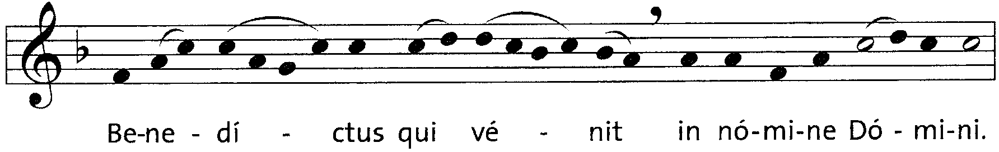 Be-ne - dí - ctus qui vé - nit in nó-mi-ne Dó - mi-ni.